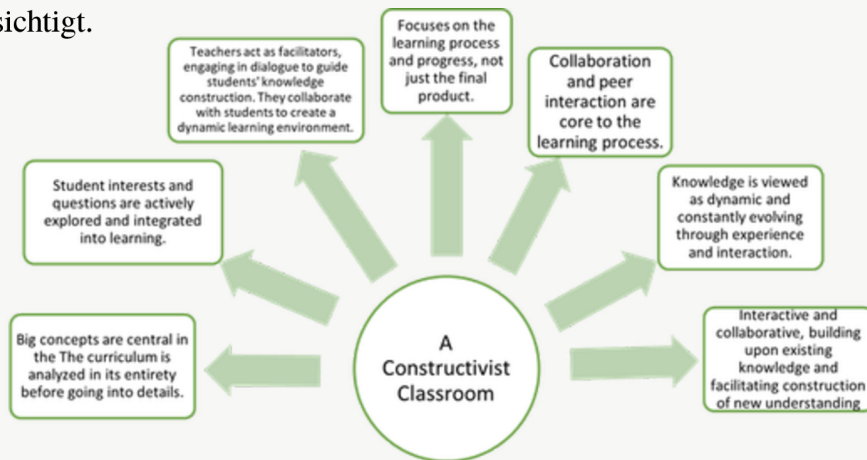 sichtigt.
Teachers act as facilitators,
engaging in dialogue to guide
students' knowledge
construction. They collaborate
with students to create a
dynamic learning environment.
Focuses on the
learning process
and progress, not
just the final
product.
Collaboration
and peer
interaction are
core to the
learning process.
Student interests and
questions are actively
explored and integrated
into learning.
Knowledge is viewed
as dynamic and
constantly evolving
through experience
and interaction.
Big concepts are central in
the The curriculum is
analyzed in its entirety
before going into details.
A
Constructivist
Classroom
Interactive and
collaborative, building
upon existing
knowledge and
facilitating construction
of new understanding